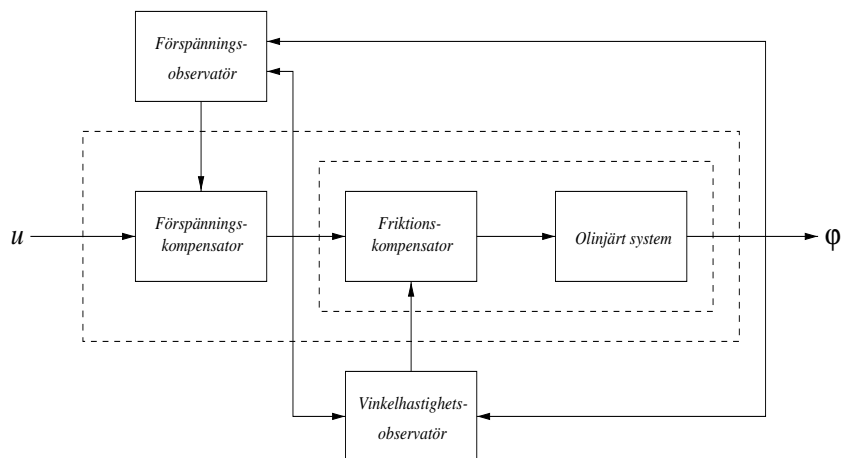 Förspännings-
observatör
u
Förspännings-
kompensator
Friktions-
kompensator
Olinjärt system
φ
Vinkelhastighets-
observatör